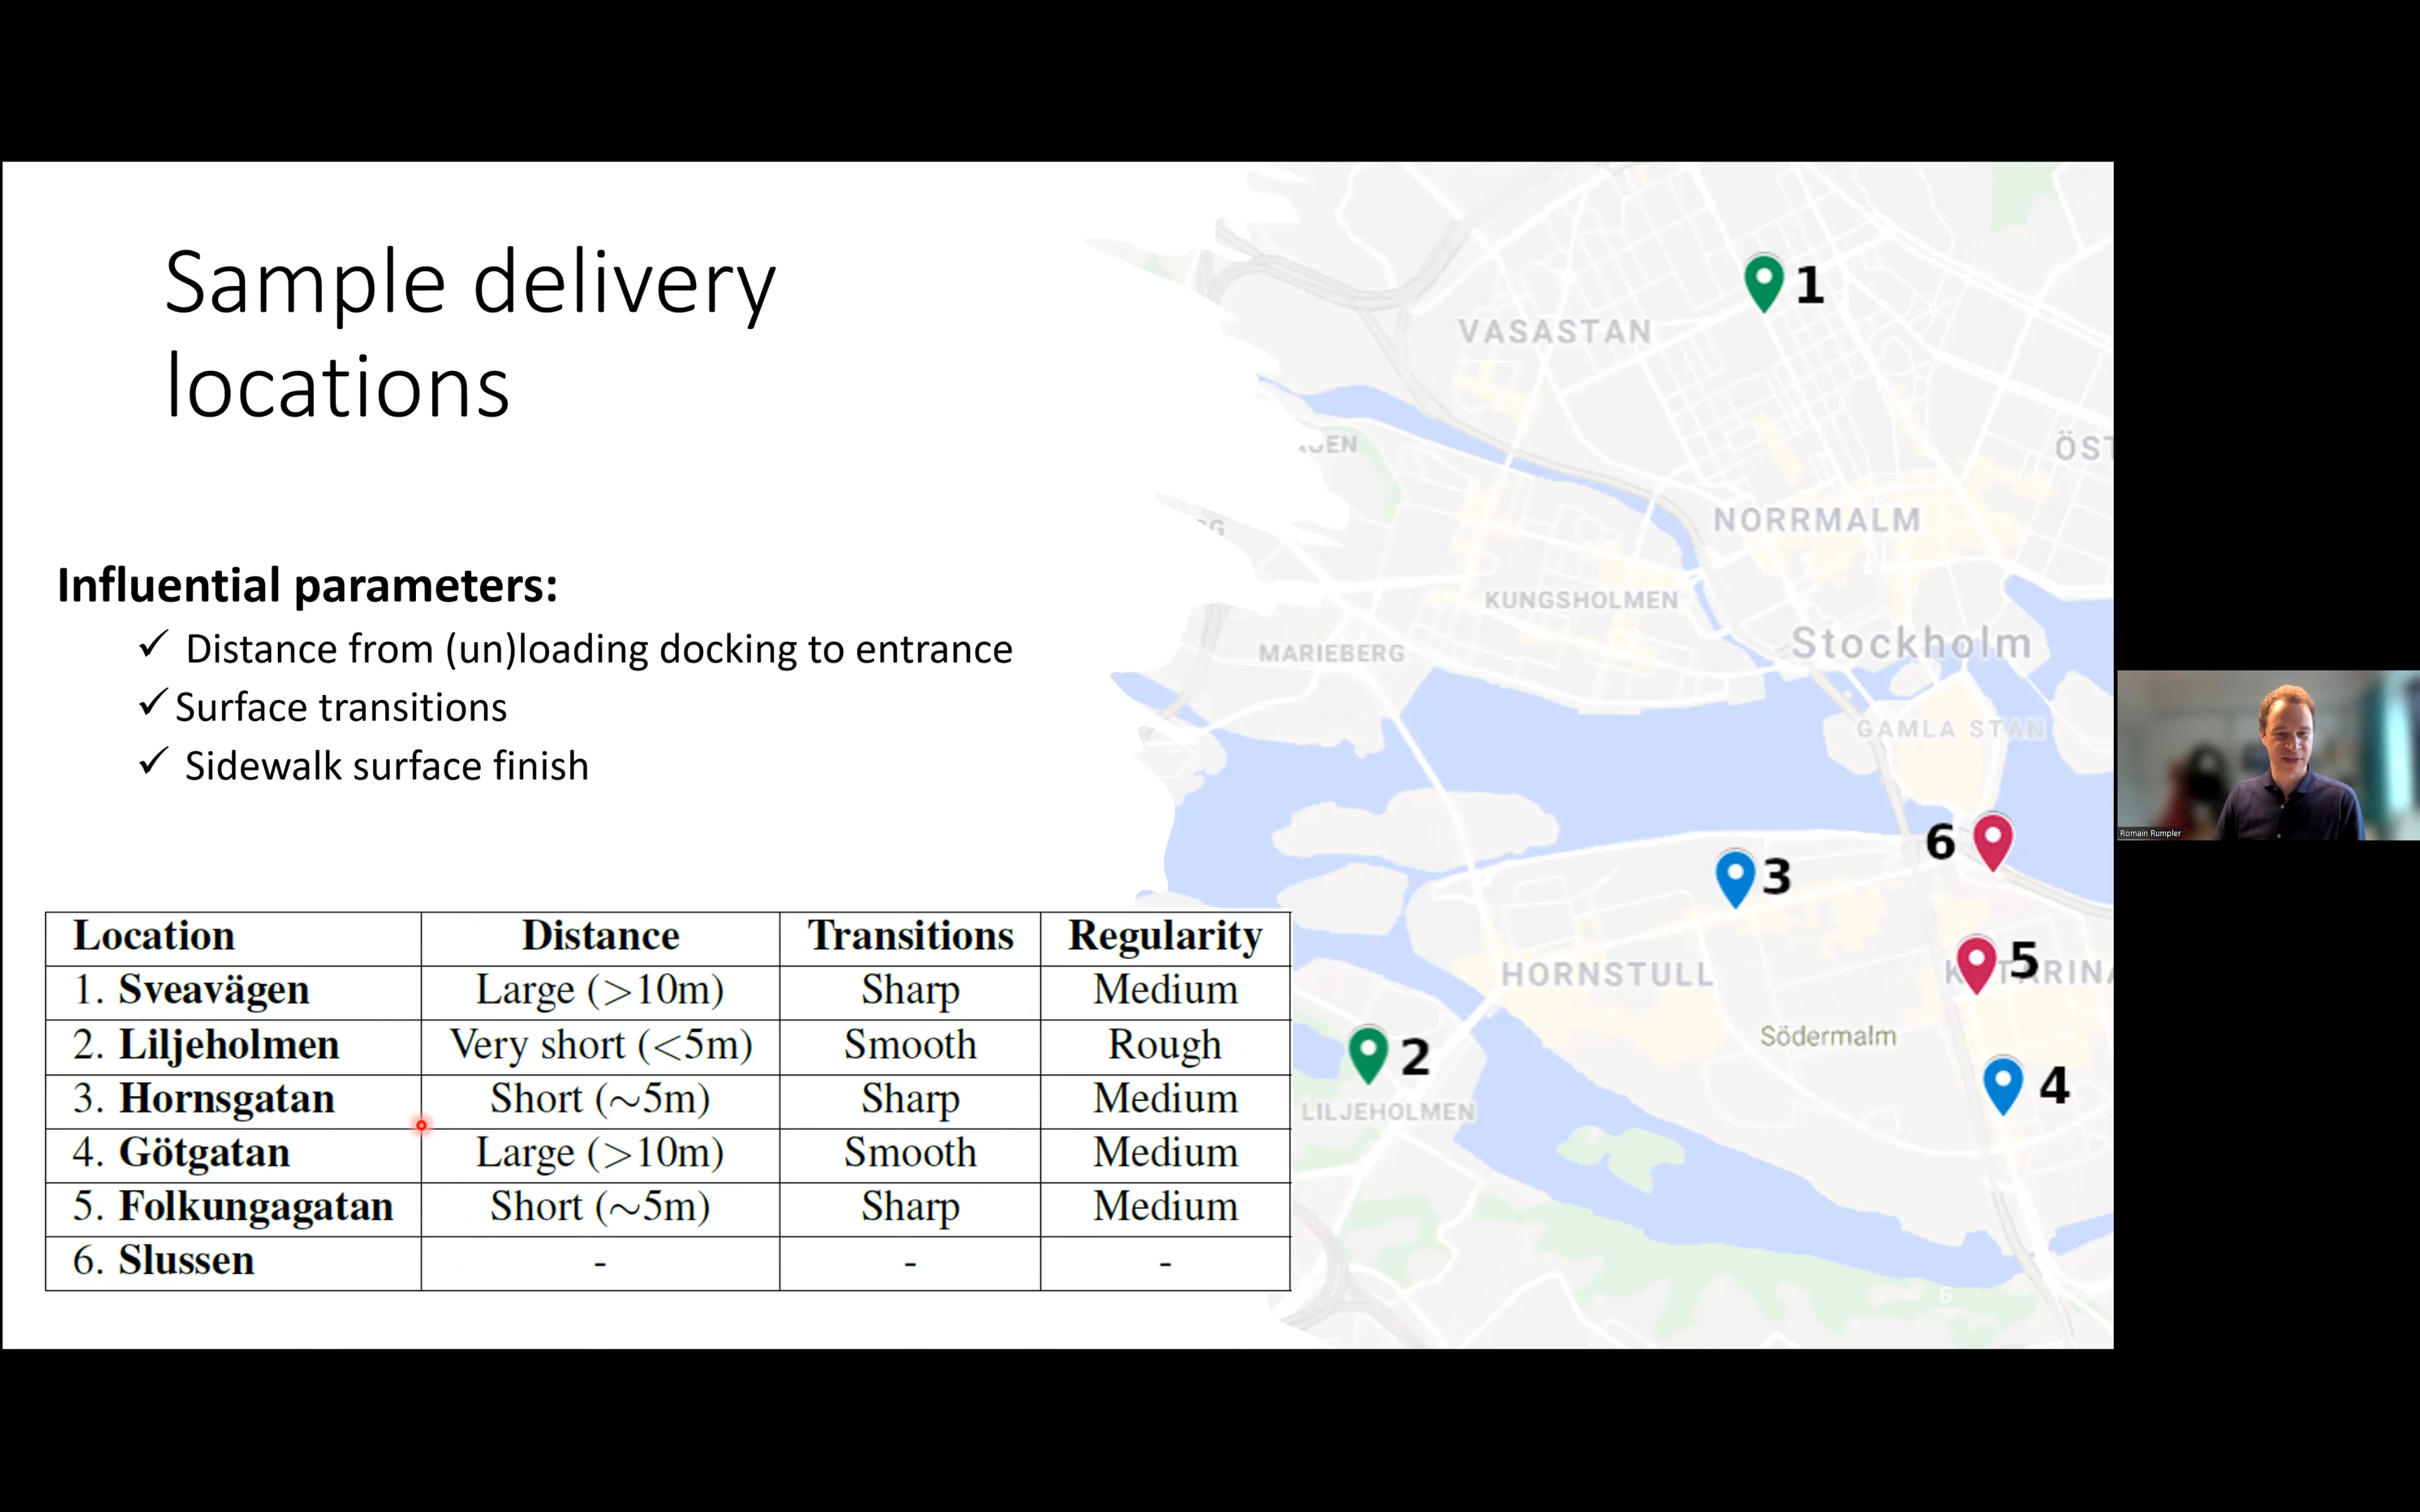 Sample delivery
locations
Influential parameters:
✓ Distance from (un)loading docking to entrance
✓ Surface transitions
✓ Sidewalk surface finish
Location Distance Transitions Regularity
1. Sveavägen Large (>10m) Sharp Medium
2. Liljeholmen Very short (<5m) Smooth Rough
3. Hornsgatan Short (~5m) Sharp Medium
4. Götgatan Large (>10m) Smooth Medium
5. Folkungagatan Short (~5m) Sharp Medium
6. Slussen - - -
1
VASASTAN
ÖST
NORRMALM
KUNGSHOLMEN
Stockholm
MARIEBERG
GAMLA STAN
6
3
5
HORNSTULL
Södermalm
2
4
LILJEHOLMEN
6
Romain Rumpler